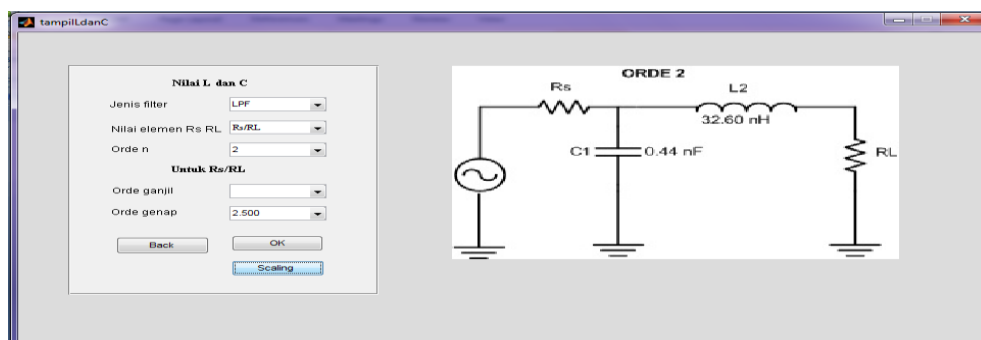 tampilLdanC
Nilai L dan C
Jenis filter LPF
Nilai elemen Rs RL Rs/RL
Orde n 2
Untuk Rs/RL
Orde ganjil
Orde genap 2.500
Back OK
Scaling
ORDE 2
Rs L2
32.60 nH
C1 0.44 nF RL